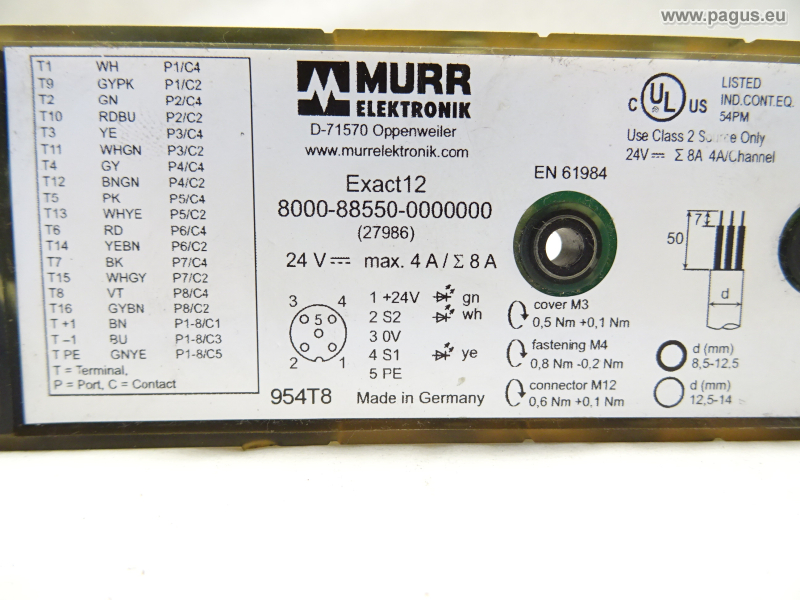 www.pagus.eu
T1 WH P1/C4
T9 GYPK P1/C2
T2 GN P2/C4
T10 RDBU P2/C2
T3 YE P3/C4
T11 WHGN P3/C2
T4 GY P4/C4
T12 BNGN P4/C2
T5 PK P5/C4
T13 WHYE P5/C2
T6 RD P6/C4
T14 YEBN P6/C2
T7 BK P7/C4
T15 WHGY P7/C2
T8 VT P8/C4
T16 GYBN P8/C2
T +1 BN P1-8/C1
T –1 BU P1-8/C3
T PE GNYE P1-8/C5
T = Terminal,
P = Port, C = Contact
MURR
ELEKTRONIK
D-71570 Oppenweiler
www.murrelektronik.com
Exact12
8000-88550-0000000
(27986)
24 V⎓ max. 4 A / Σ 8 A
3 4
5
2 1
1 +24V gn
2 S2 wh
3 0V
4 S1 ye
5 PE
954T8 Made in Germany
EN 61984
cover M3
0,5 Nm +0,1 Nm
fastening M4
0,8 Nm -0,2 Nm
connector M12
0,6 Nm +0,1 Nm
C UL US
LISTED
IND.CONT.EQ.
54PM
Use Class 2 Source Only
24V⎓ Σ 8A 4A/Channel
7
50
d
d (mm)
8,5-12.5
d (mm)
12,5-14